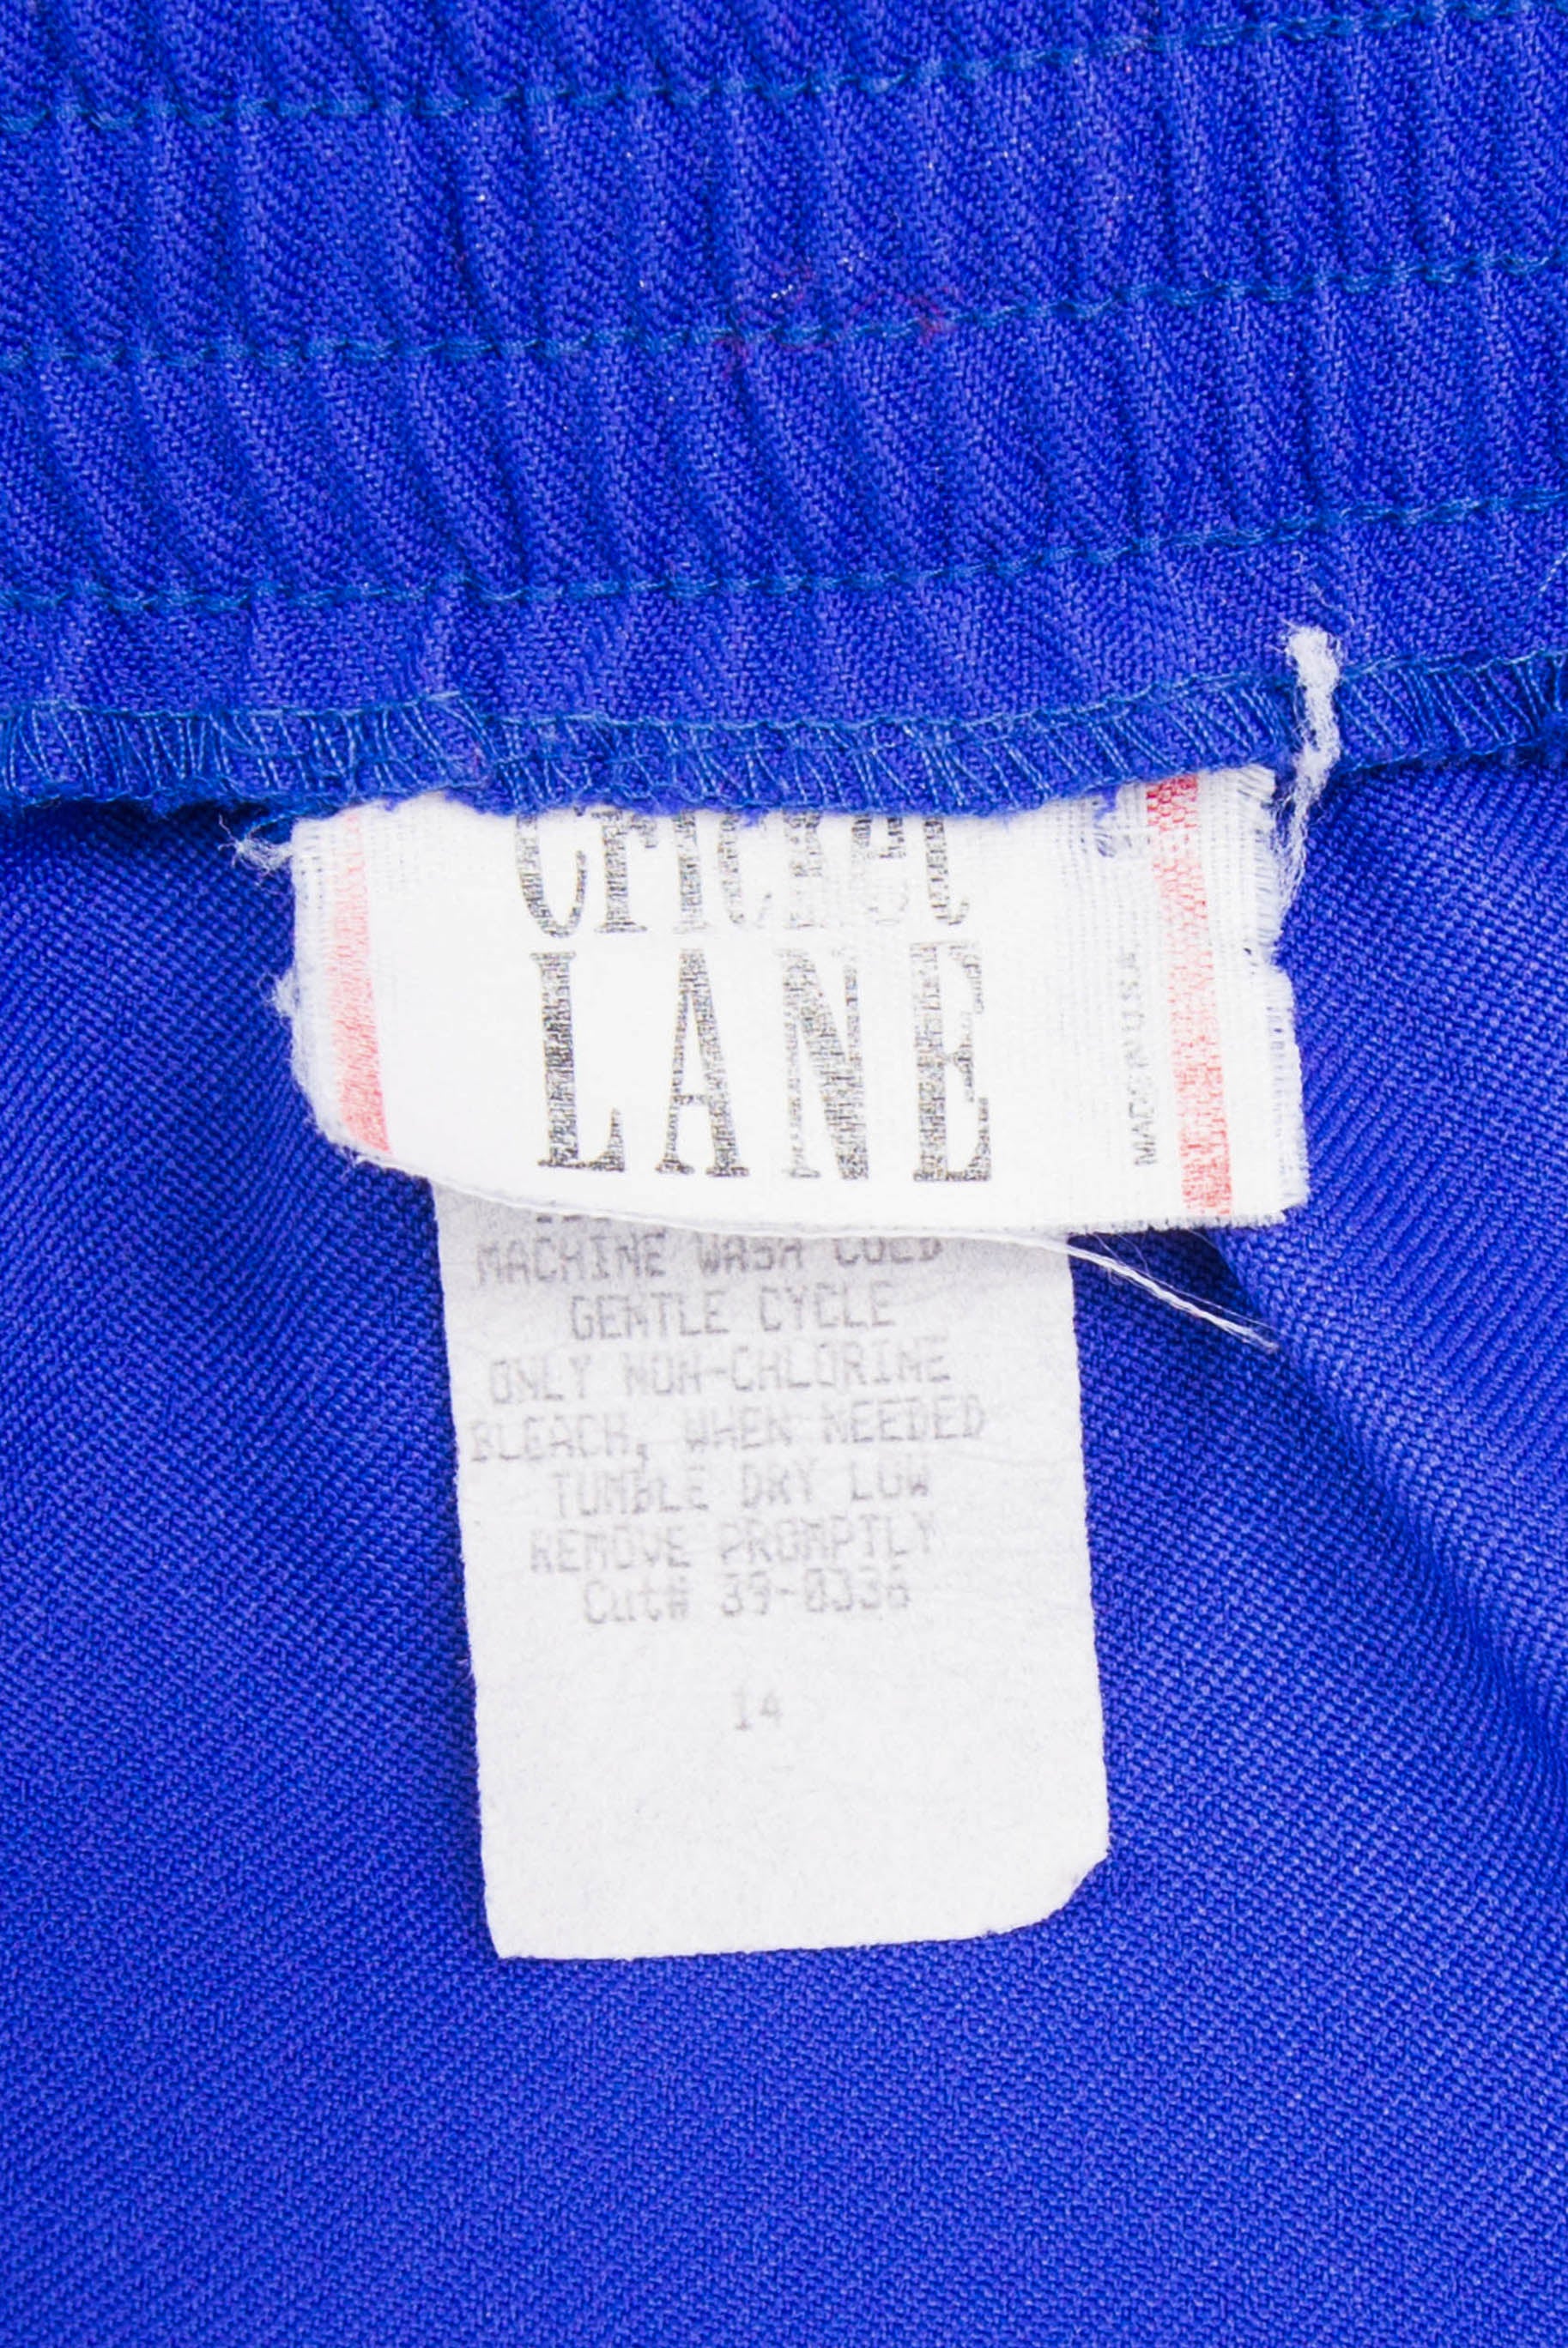 Cricket
LANE
MADE IN U.S.A.
MACHINE WASH COLD
GENTLE CYCLE
ONLY NON-CHLORINE
BLEACH, WHEN NEEDED
TUMBLE DRY LOW
REMOVE PROMPTLY
Cut# 39-0336
14